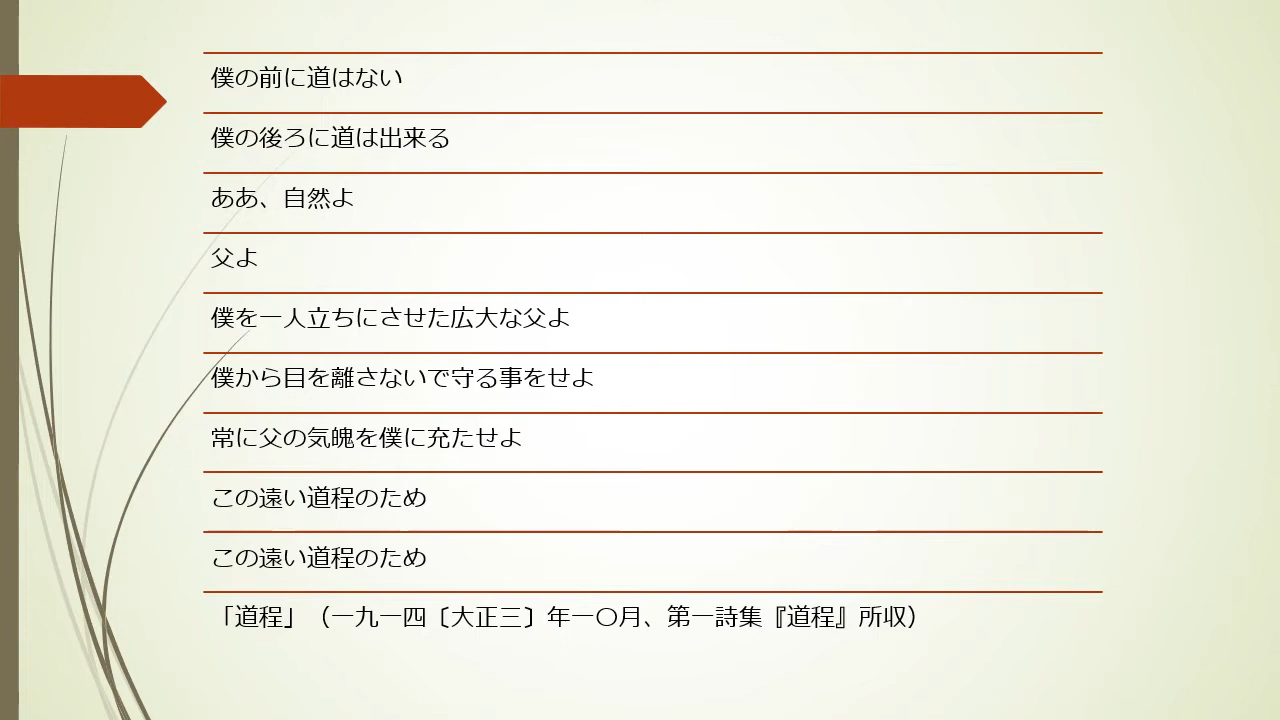 僕の前に道はない
僕の後ろに道は出来る
ああ、自然よ
父よ
僕を一人立ちにさせた広大な父よ
僕から目を離さないで守る事をせよ
常に父の気魄を僕に充たせよ
この遠い道程のため
この遠い道程のため
「道程」（一九一四〔大正三〕年一〇月、第一詩集『道程』所収）